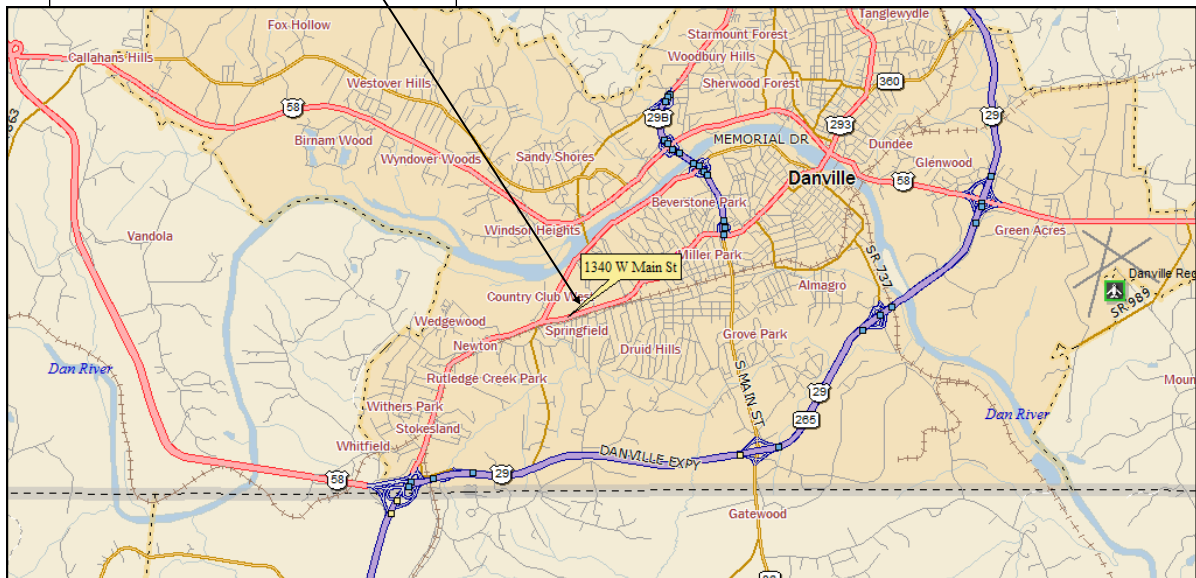 Tanglewydle
Fox Hollow
Starmount Forest
Callahans Hills
Woodbury Hills
Westover Hills
Sherwood Forest
360
58
29
29B
863
Birnam Wood
293
MEMORIAL DR
Dundee
Wyndover Woods
Sandy Shores
Glenwood
Danville
58
Beverstone Park
Vandola
Windsor Heights
Green Acres
Miller Park
SR 737
1340 W Main St
Danville Reg
Almagro
Country Club West
SR 989
Wedgewood
Springfield
Grove Park
Newton
Druid Hills
Dan River
Rutledge Creek Park
Moun
S MAIN ST
29
Withers Park
265
Dan River
Stokesland
Whitfield
DANVILLE EXPY
58
29
Gatewood